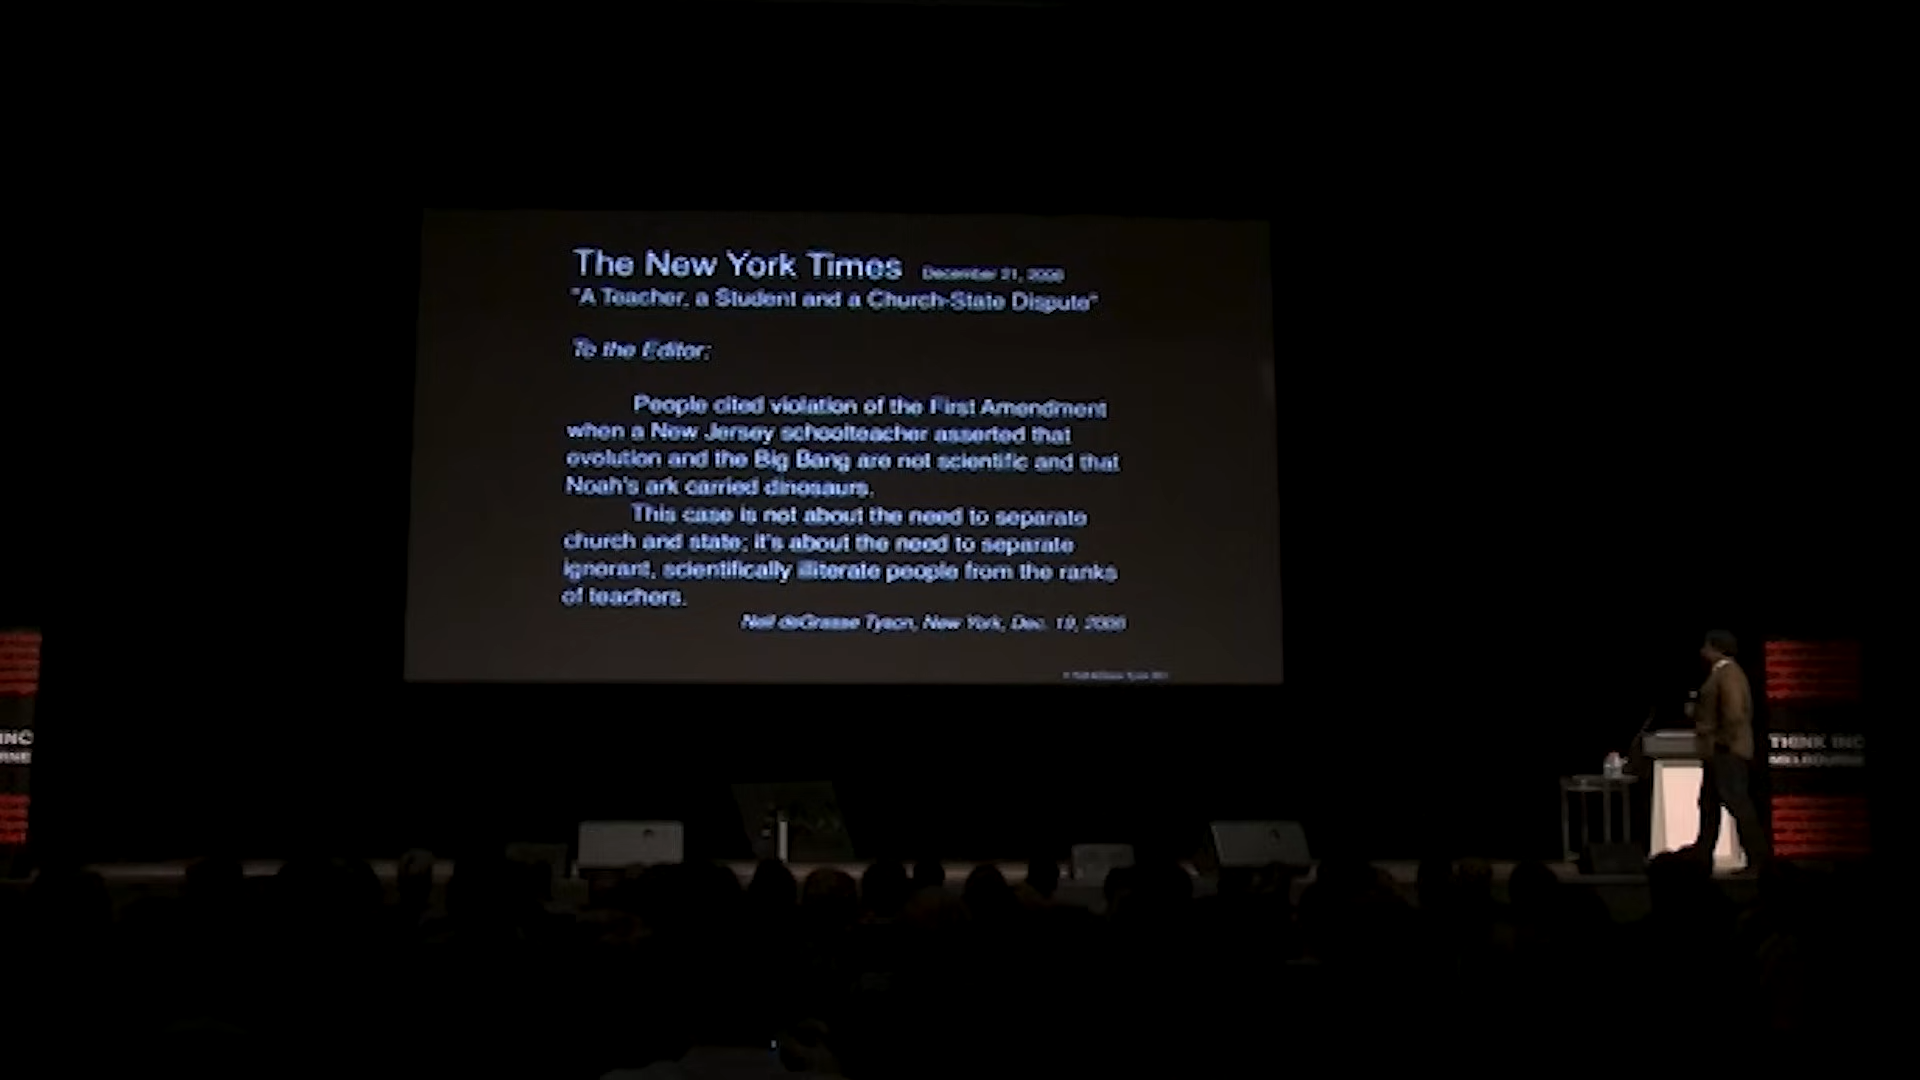 The New York Times December 21, 2006
"A Teacher, a Student and a Church-State Dispute"
To the Editor:
People cited violation of the First Amendment
when a New Jersey schoolteacher asserted that
evolution and the Big Bang are not scientific and that
Noah's ark carried dinosaurs.
This case is not about the need to separate
church and state; it's about the need to separate
ignorant, scientifically illiterate people from the ranks
of teachers.
Neil deGrasse Tyson, New York, Dec. 19, 2006
INC
RNE
THINK INC
MELBOURNE